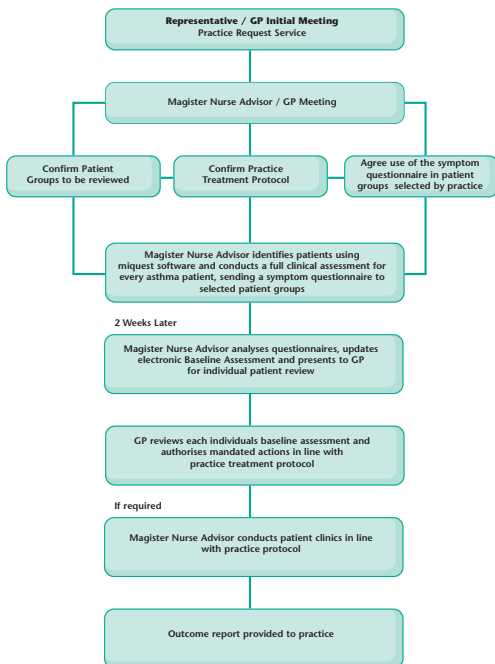 Representative / GP Initial Meeting
Practice Request Service
Magister Nurse Advisor / GP Meeting
Confirm Patient
Groups to be reviewed
Confirm Practice
Treatment Protocol
Agree use of the symptom
questionnaire in patient
groups selected by practice
Magister Nurse Advisor identifies patients using
miquest software and conducts a full clinical assessment for
every asthma patient, sending a symptom questionnaire to
selected patient groups
2 Weeks Later
Magister Nurse Advisor analyses questionnaires, updates
electronic Baseline Assessment and presents to GP
for individual patient review
GP reviews each individuals baseline assessment and
authorises mandated actions in line with
practice treatment protocol
If required
Magister Nurse Advisor conducts patient clinics in line
with practice protocol
Outcome report provided to practice